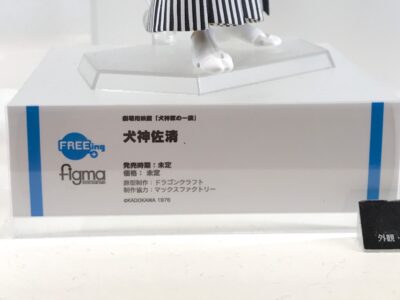 劇場版映画「犬神家の一族」
犬神佐清
FREEing
figma
発売時期：未定
価格： 未定
原型制作：ドラゴンクラフト
制作協力：マックスファクトリー
©KADOKAWA 1976
外観・